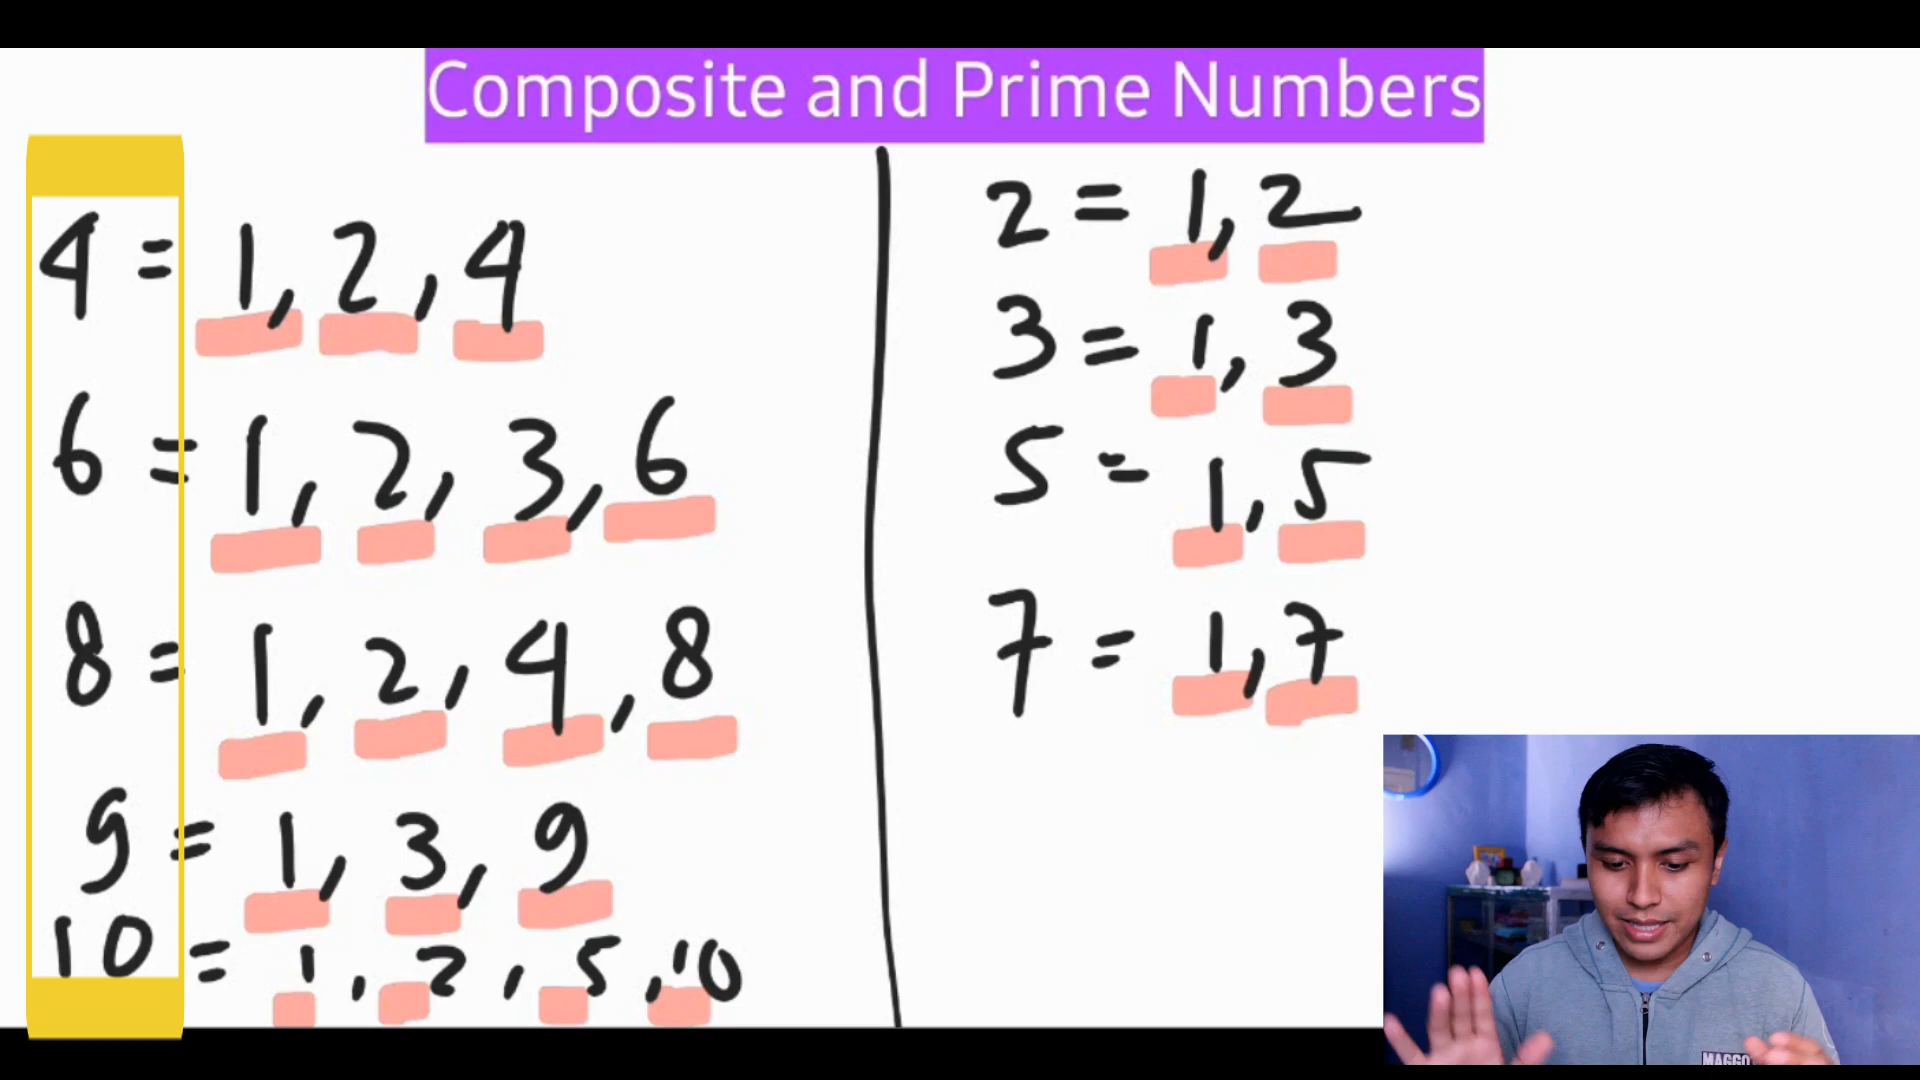 Composite and Prime Numbers
4 = 1, 2, 4
6 = 1, 2, 3, 6
8 = 1, 2, 4, 8
9 = 1, 3, 9
10 = 1, 2, 5, 10
2 = 1, 2
3 = 1, 3
5 = 1, 5
7 = 1, 7
MAGGO